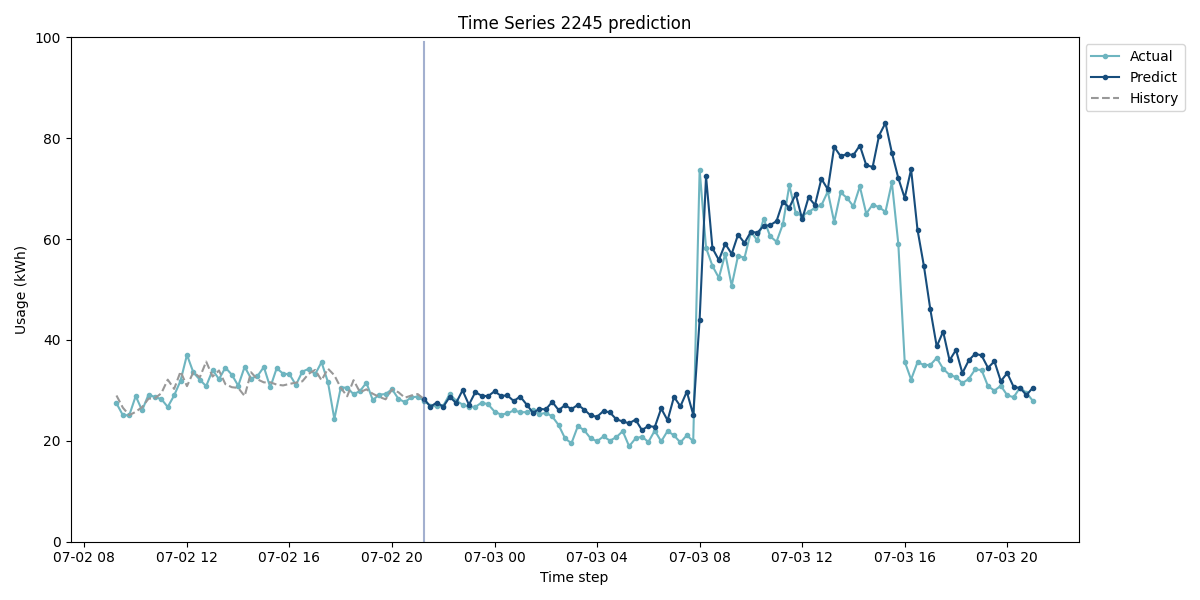 Time Series 2245 prediction
100
80
60
40
20
0
Usage (kWh)
07-02 08
07-02 12
07-02 16
07-02 20
07-03 00
07-03 04
07-03 08
07-03 12
07-03 16
07-03 20
Time step
Actual
Predict
History